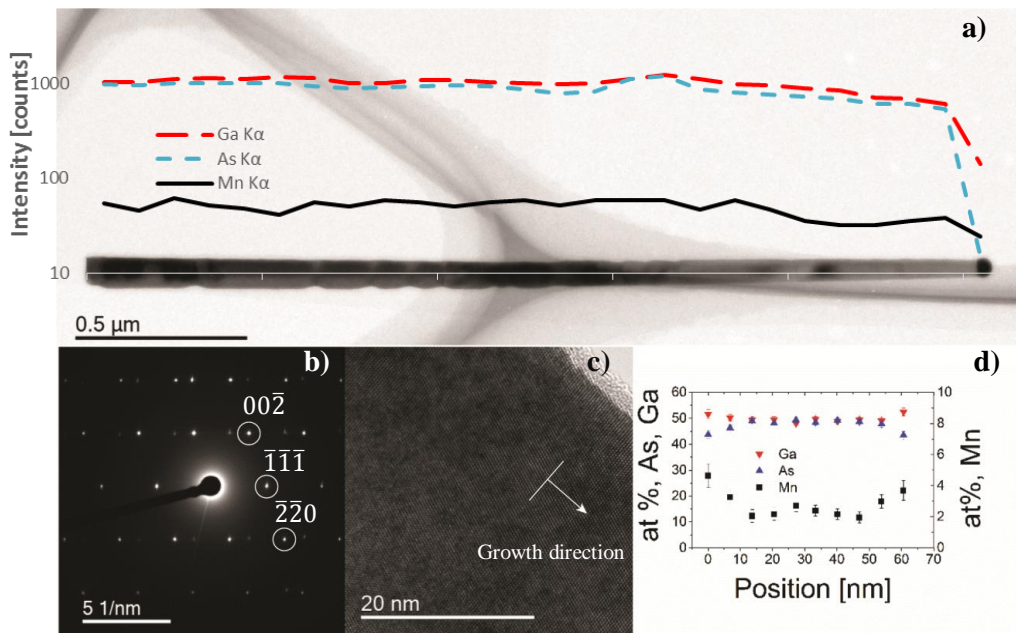 a)
Intensity [counts]
1000
100
10
Ga Kα
As Kα
Mn Kα
0.5 µm
b)
002̅
1̅1̅1̅
2̅2̅0
5 1/nm
c)
Growth direction
20 nm
d)
at %, As, Ga
60
50
40
30
20
10
0
Ga
As
Mn
10
8
6
4
2
0
at%, Mn
0 10 20 30 40 50 60 70
Position [nm]